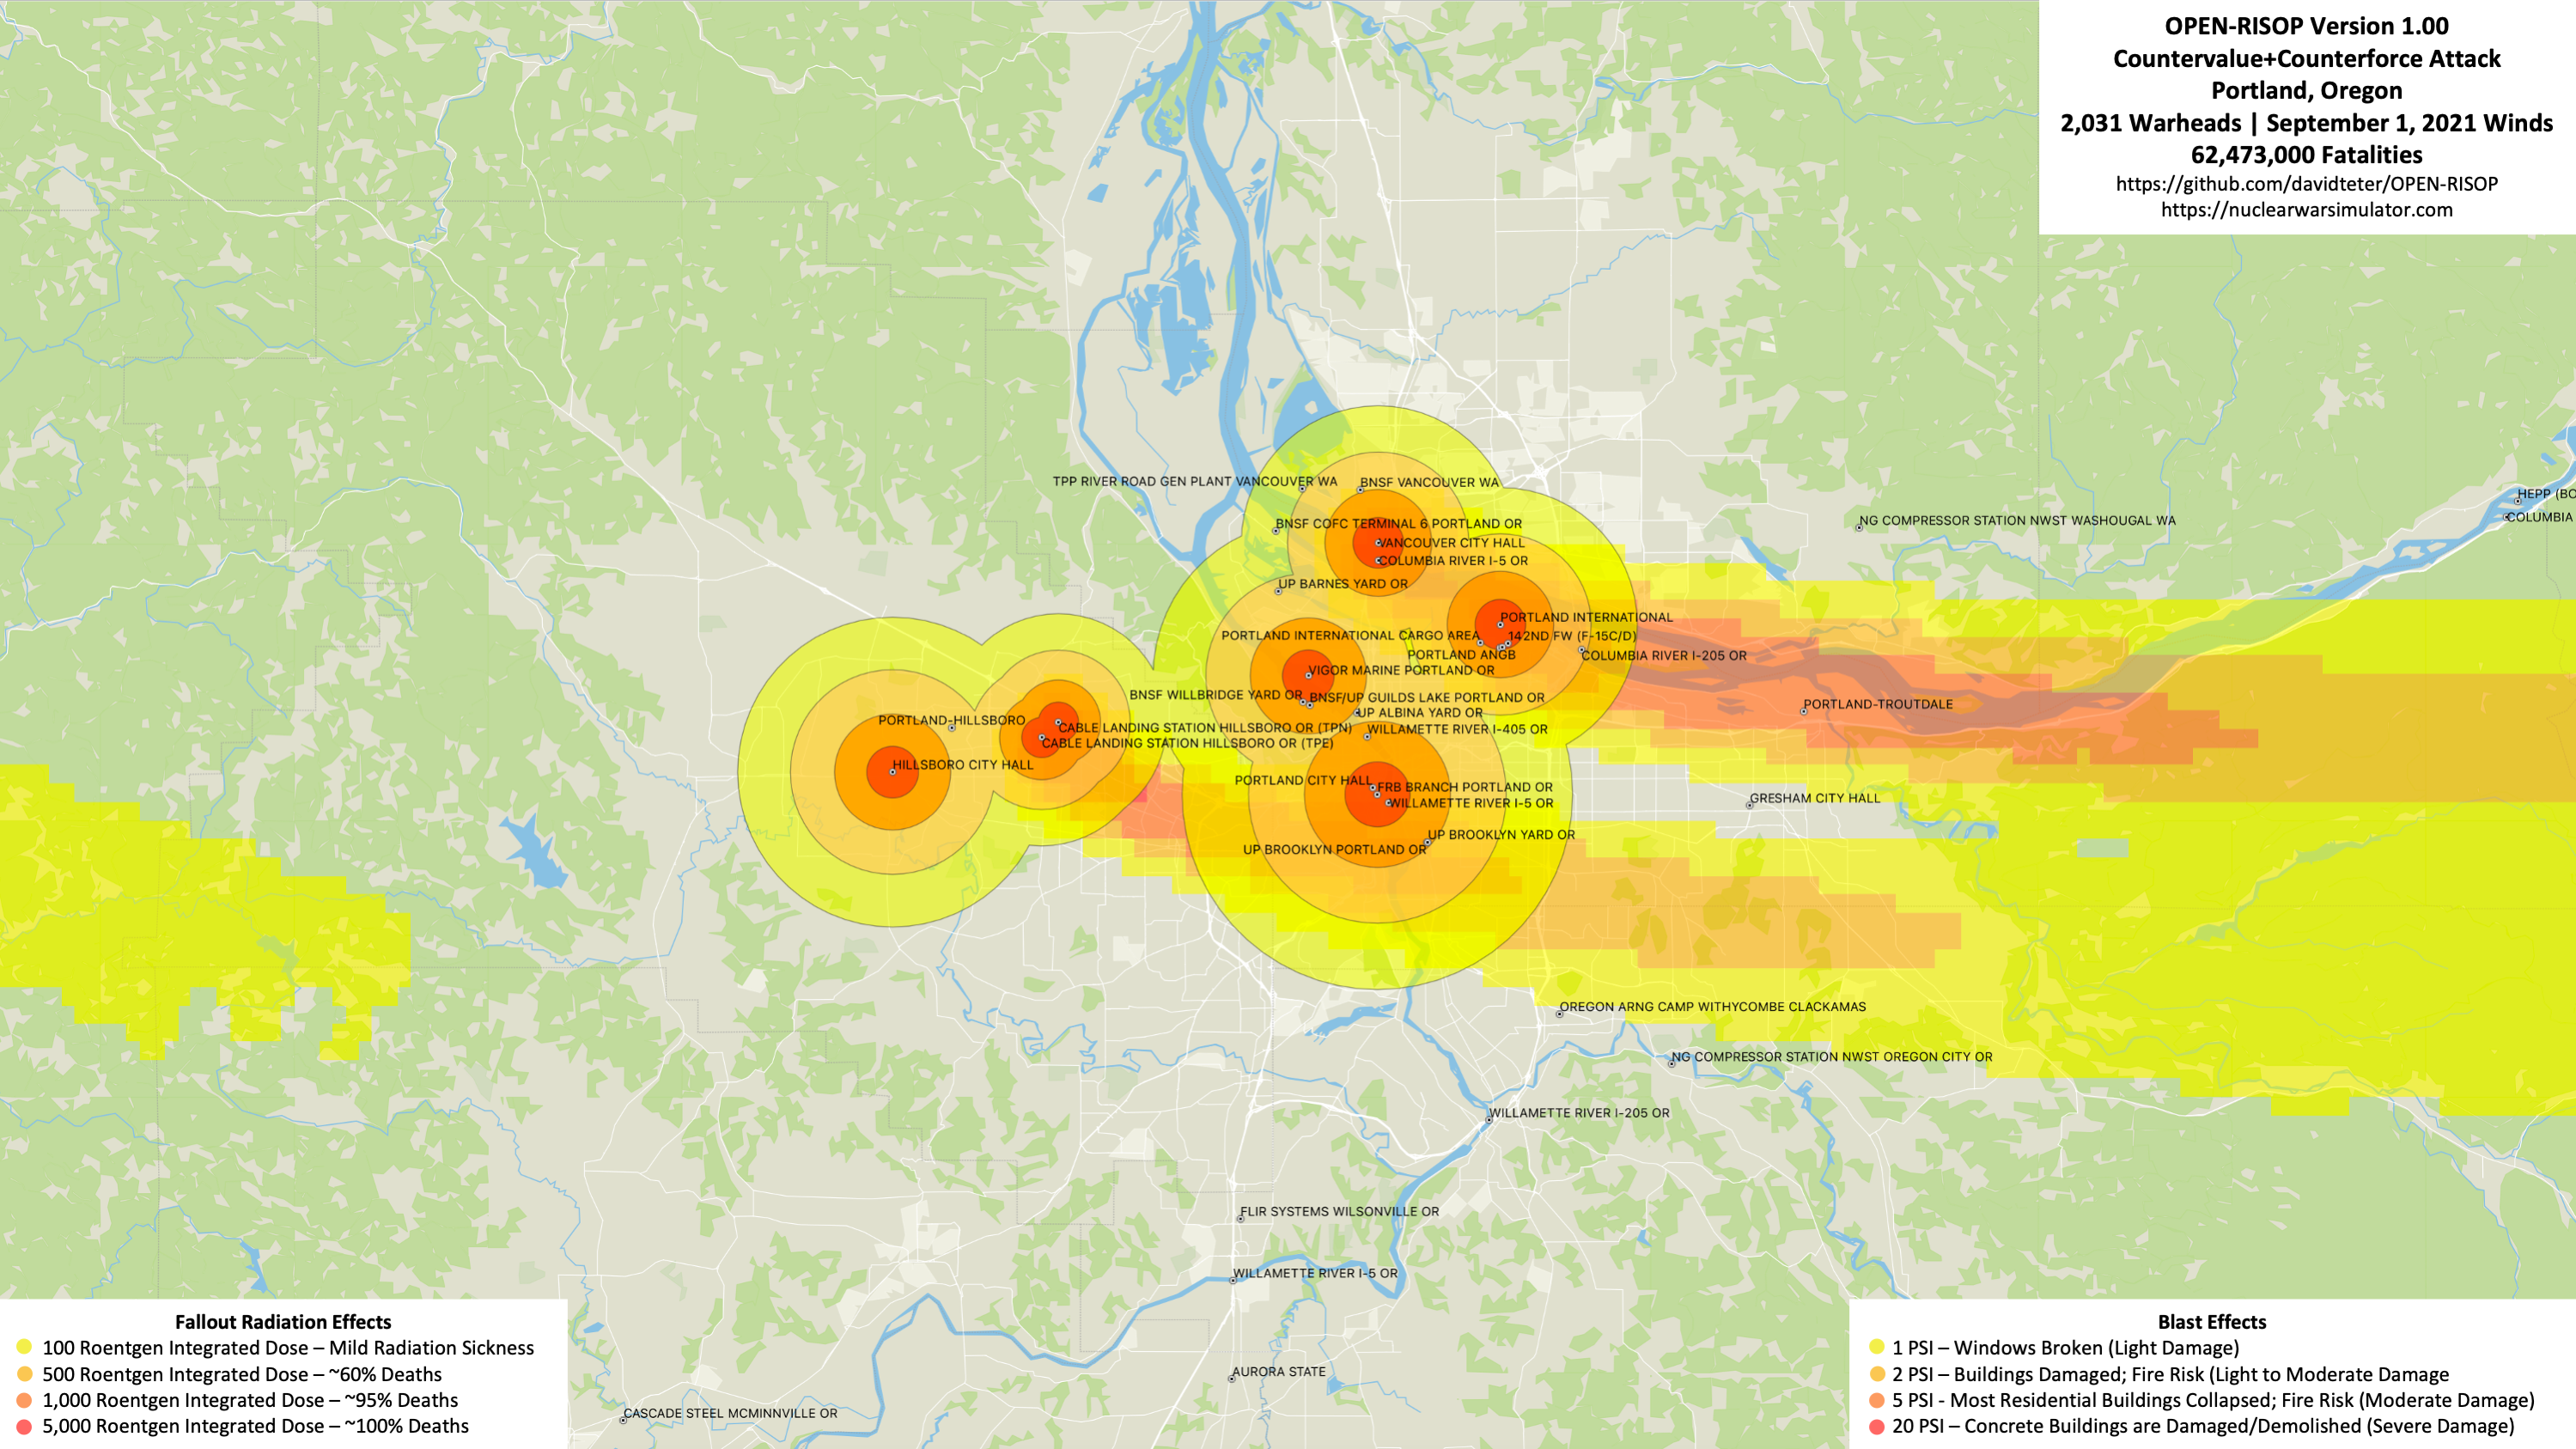 OPEN-RISOP Version 1.00
Countervalue+Counterforce Attack
Portland, Oregon
2,031 Warheads | September 1, 2021 Winds
62,473,000 Fatalities
https://github.com/davidteter/OPEN-RISOP
https://nuclearwarsimulator.com
TPP RIVER ROAD GEN PLANT VANCOUVER WA
BNSF VANCOUVER WA
HEPP (BO
COLUMBIA
NG COMPRESSOR STATION NWST WASHOUGAL WA
BNSF COFC TERMINAL 6 PORTLAND OR
VANCOUVER CITY HALL
COLUMBIA RIVER I-5 OR
UP BARNES YARD OR
PORTLAND INTERNATIONAL
PORTLAND INTERNATIONAL CARGO AREA
142ND FW (F-15C/D)
PORTLAND ANGB
COLUMBIA RIVER I-205 OR
VIGOR MARINE PORTLAND OR
BNSF WILLBRIDGE YARD OR
BNSF/UP GUILDS LAKE PORTLAND OR
PORTLAND-TROUTDALE
UP ALBINA YARD OR
PORTLAND-HILLSBORO
CABLE LANDING STATION HILLSBORO OR (TPN)
WILLAMETTE RIVER I-405 OR
CABLE LANDING STATION HILLSBORO OR (TPE)
HILLSBORO CITY HALL
PORTLAND CITY HALL
FRB BRANCH PORTLAND OR
WILLAMETTE RIVER I-5 OR
GRESHAM CITY HALL
UP BROOKLYN YARD OR
UP BROOKLYN PORTLAND OR
OREGON ARNG CAMP WITHYCOMBE CLACKAMAS
NG COMPRESSOR STATION NWST OREGON CITY OR
WILLAMETTE RIVER I-205 OR
FLIR SYSTEMS WILSONVILLE OR
WILLAMETTE RIVER I-5 OR
AURORA STATE
CASCADE STEEL MCMINNVILLE OR
Fallout Radiation Effects
100 Roentgen Integrated Dose – Mild Radiation Sickness
500 Roentgen Integrated Dose – ~60% Deaths
1,000 Roentgen Integrated Dose – ~95% Deaths
5,000 Roentgen Integrated Dose – ~100% Deaths
Blast Effects
1 PSI – Windows Broken (Light Damage)
2 PSI – Buildings Damaged; Fire Risk (Light to Moderate Damage
5 PSI - Most Residential Buildings Collapsed; Fire Risk (Moderate Damage)
20 PSI – Concrete Buildings are Damaged/Demolished (Severe Damage)